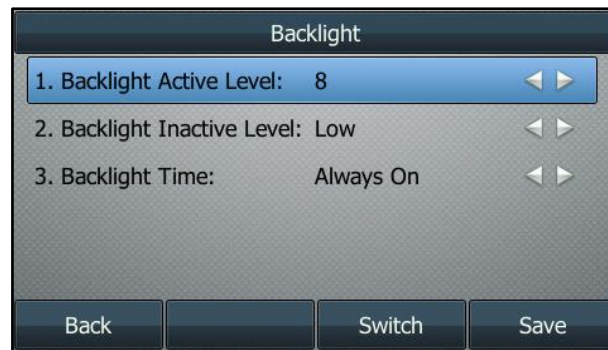 Backlight
1. Backlight Active Level: 8
2. Backlight Inactive Level: Low
3. Backlight Time: Always On
Back Switch Save